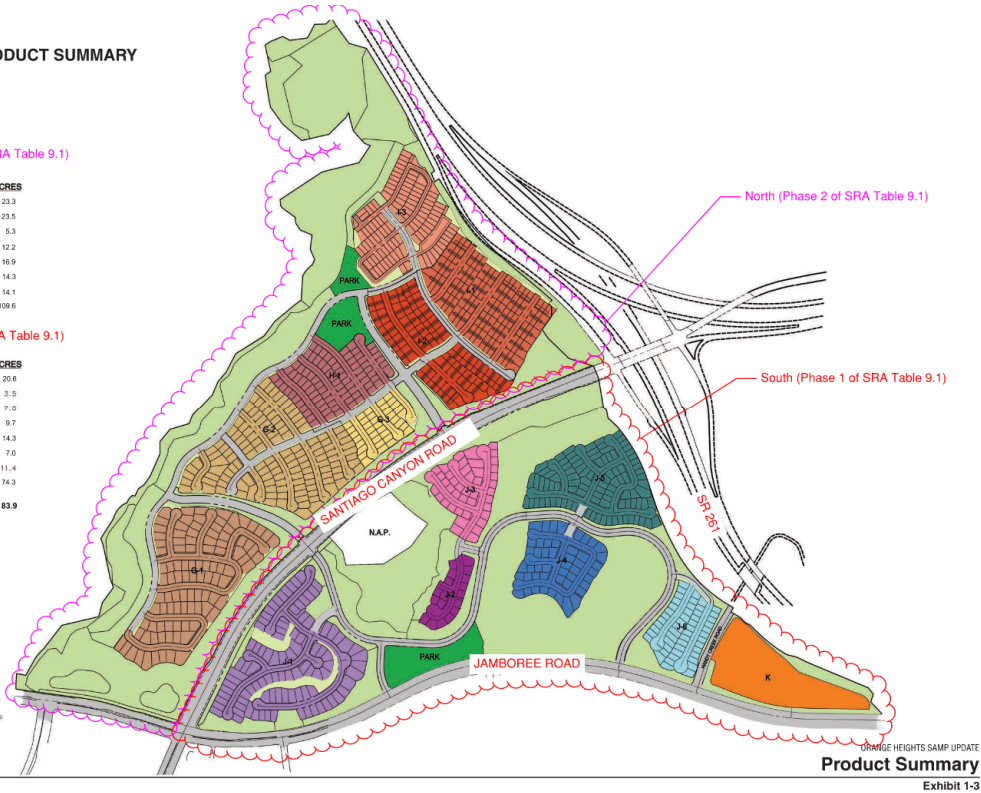 ODUCT SUMMARY
RA Table 9.1)
CRES
23.3
23.5
5.3
12.2
16.9
14.3
14.1
109.6
A Table 9.1)
CRES
20.6
3.5
7.0
9.7
14.3
7.0
11.4
74.3
83.9
North (Phase 2 of SRA Table 9.1)
South (Phase 1 of SRA Table 9.1)
I-3
I-1
PARK
PARK
I-2
H-1
G-3
G-2
SANTIAGO CANYON ROAD
J-3
J-5
SR 261
N.A.P.
G-1
J-4
J-2
J-6
J-1
PARK
JAMBOREE ROAD
K
ORANGE HEIGHTS SAMP UPDATE
Product Summary
Exhibit 1-3